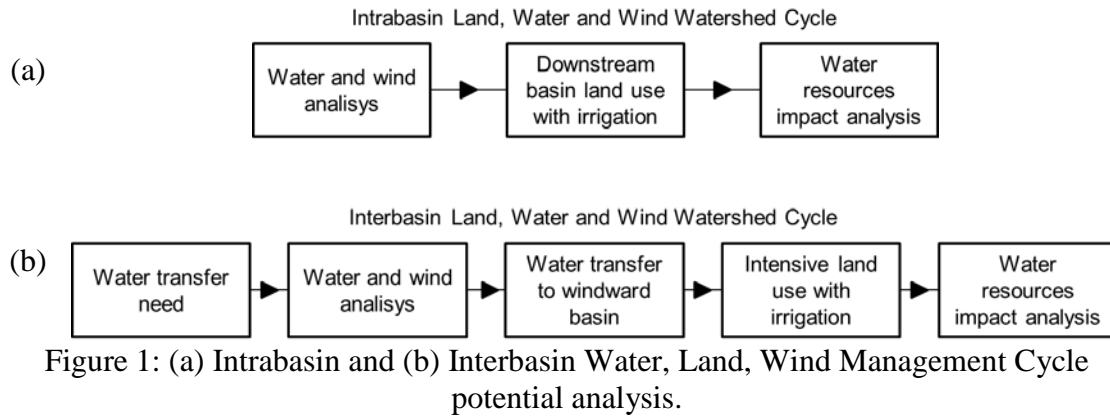 Intrabasin Land, Water and Wind Watershed Cycle
(a)
Water and wind
analisys
Downstream
basin land use
with irrigation
Water
resources
impact analysis
Interbasin Land, Water and Wind Watershed Cycle
(b)
Water transfer
need
Water and wind
analisys
Water transfer
to windward
basin
Intensive land
use with
irrigation
Water
resources
impact analysis
Figure 1: (a) Intrabasin and (b) Interbasin Water, Land, Wind Management Cycle
potential analysis.